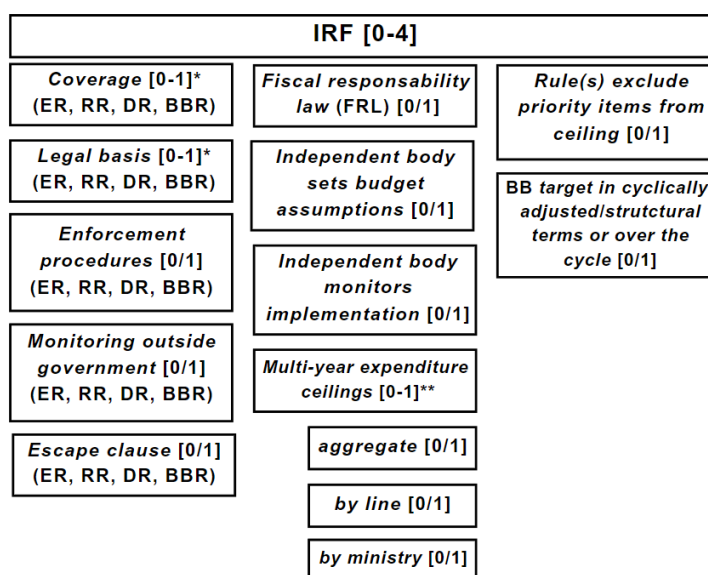 IRF [0-4]
Coverage [0-1]*
(ER, RR, DR, BBR)
Legal basis [0-1]*
(ER, RR, DR, BBR)
Enforcement
procedures [0/1]
(ER, RR, DR, BBR)
Monitoring outside
government [0/1]
(ER, RR, DR, BBR)
Escape clause [0/1]
(ER, RR, DR, BBR)
Fiscal responsability
law (FRL) [0/1]
Independent body
sets budget
assumptions [0/1]
Independent body
monitors
implementation [0/1]
Multi-year expenditure
ceilings [0-1]**
aggregate [0/1]
by line [0/1]
by ministry [0/1]
Rule(s) exclude
priority items from
ceiling [0/1]
BB target in cyclically
adjusted/strutctural
terms or over the
cycle [0/1]